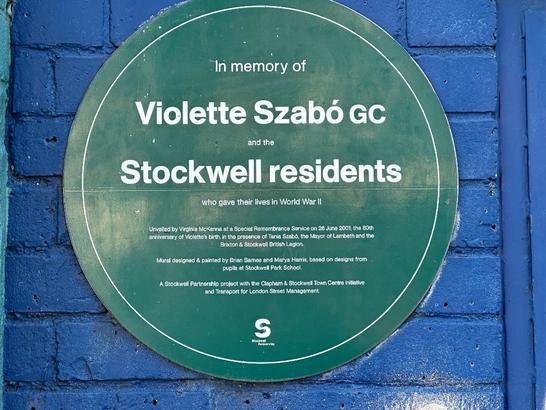 In memory of
Violette Szabó GC
and the
Stockwell residents
who gave their lives in World War II
Unveiled by Virginia McKenna at a Special Remembrance Service on 26 June 2001, the 80th
anniversary of Violette's birth, in the presence of Tania Szabó, the Mayor of Lambeth and the
Brixton & Stockwell British Legion.
Mural designed & painted by Brian Barnes and Marya Harris, based on designs from
pupils at Stockwell Park School.
A Stockwell Partnership project with the Clapham & Stockwell Town Centre Initiative
and Transport for London Street Management.
S
Stockwell
Partnership